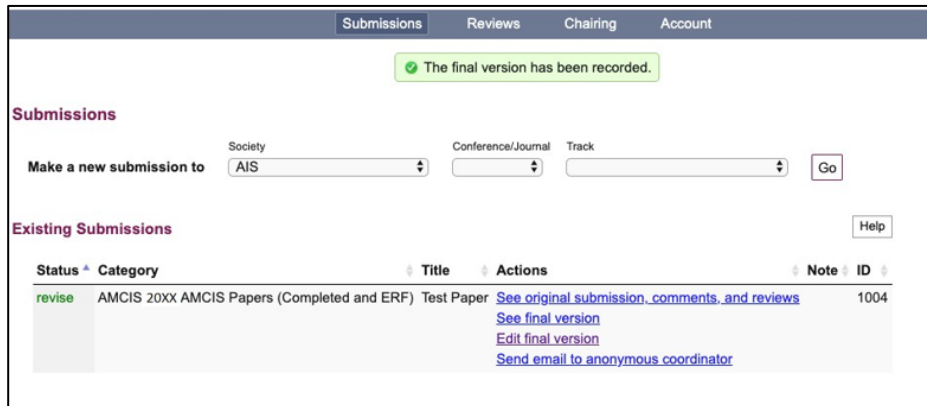 Submissions Reviews Chairing Account
The final version has been recorded.
Submissions
Society Conference/Journal Track
Make a new submission to AIS Go
Existing Submissions Help
Status Category Title Actions Note ID
revise AMCIS 20XX AMCIS Papers (Completed and ERF) Test Paper See original submission, comments, and reviews 1004
See final version
Edit final version
Send email to anonymous coordinator